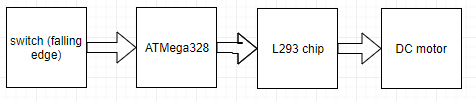 switch (falling
edge)
ATMega328
L293 chip
DC motor